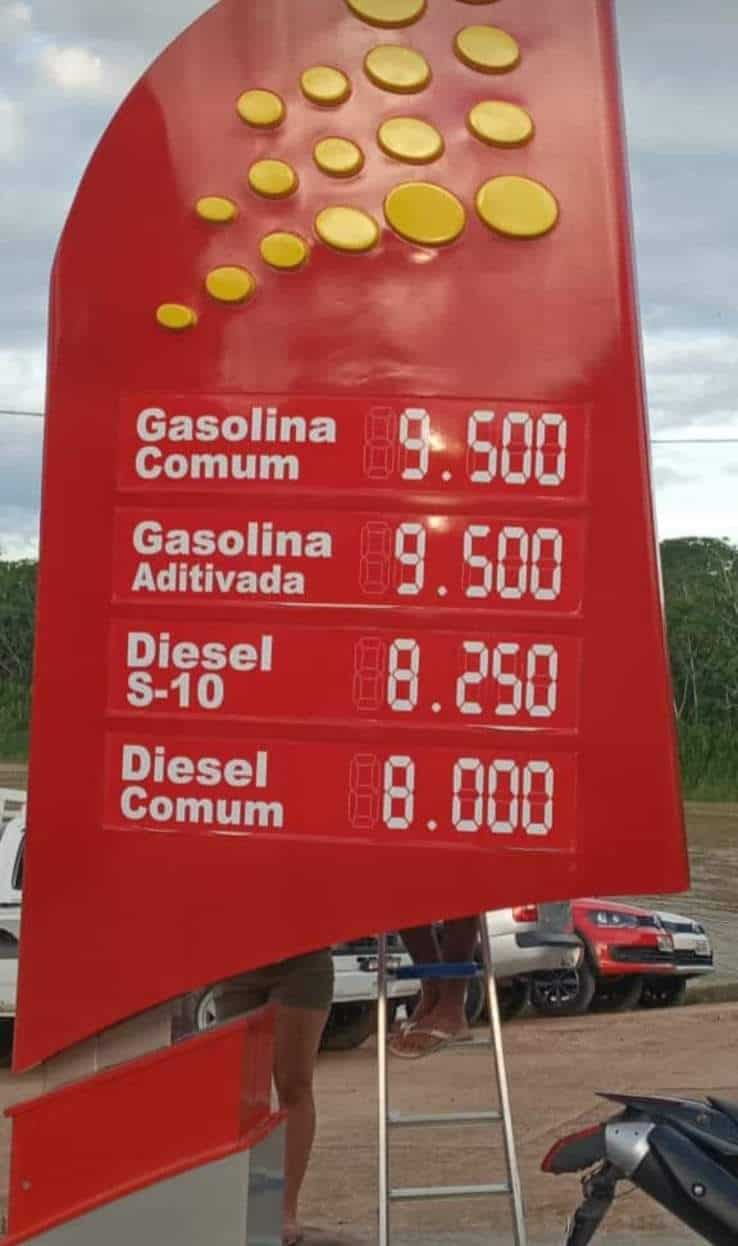 Gasolina
Comum 9.500
Gasolina
Aditivada 9.500
Diesel
S-10 8.250
Diesel
Comum 8.000